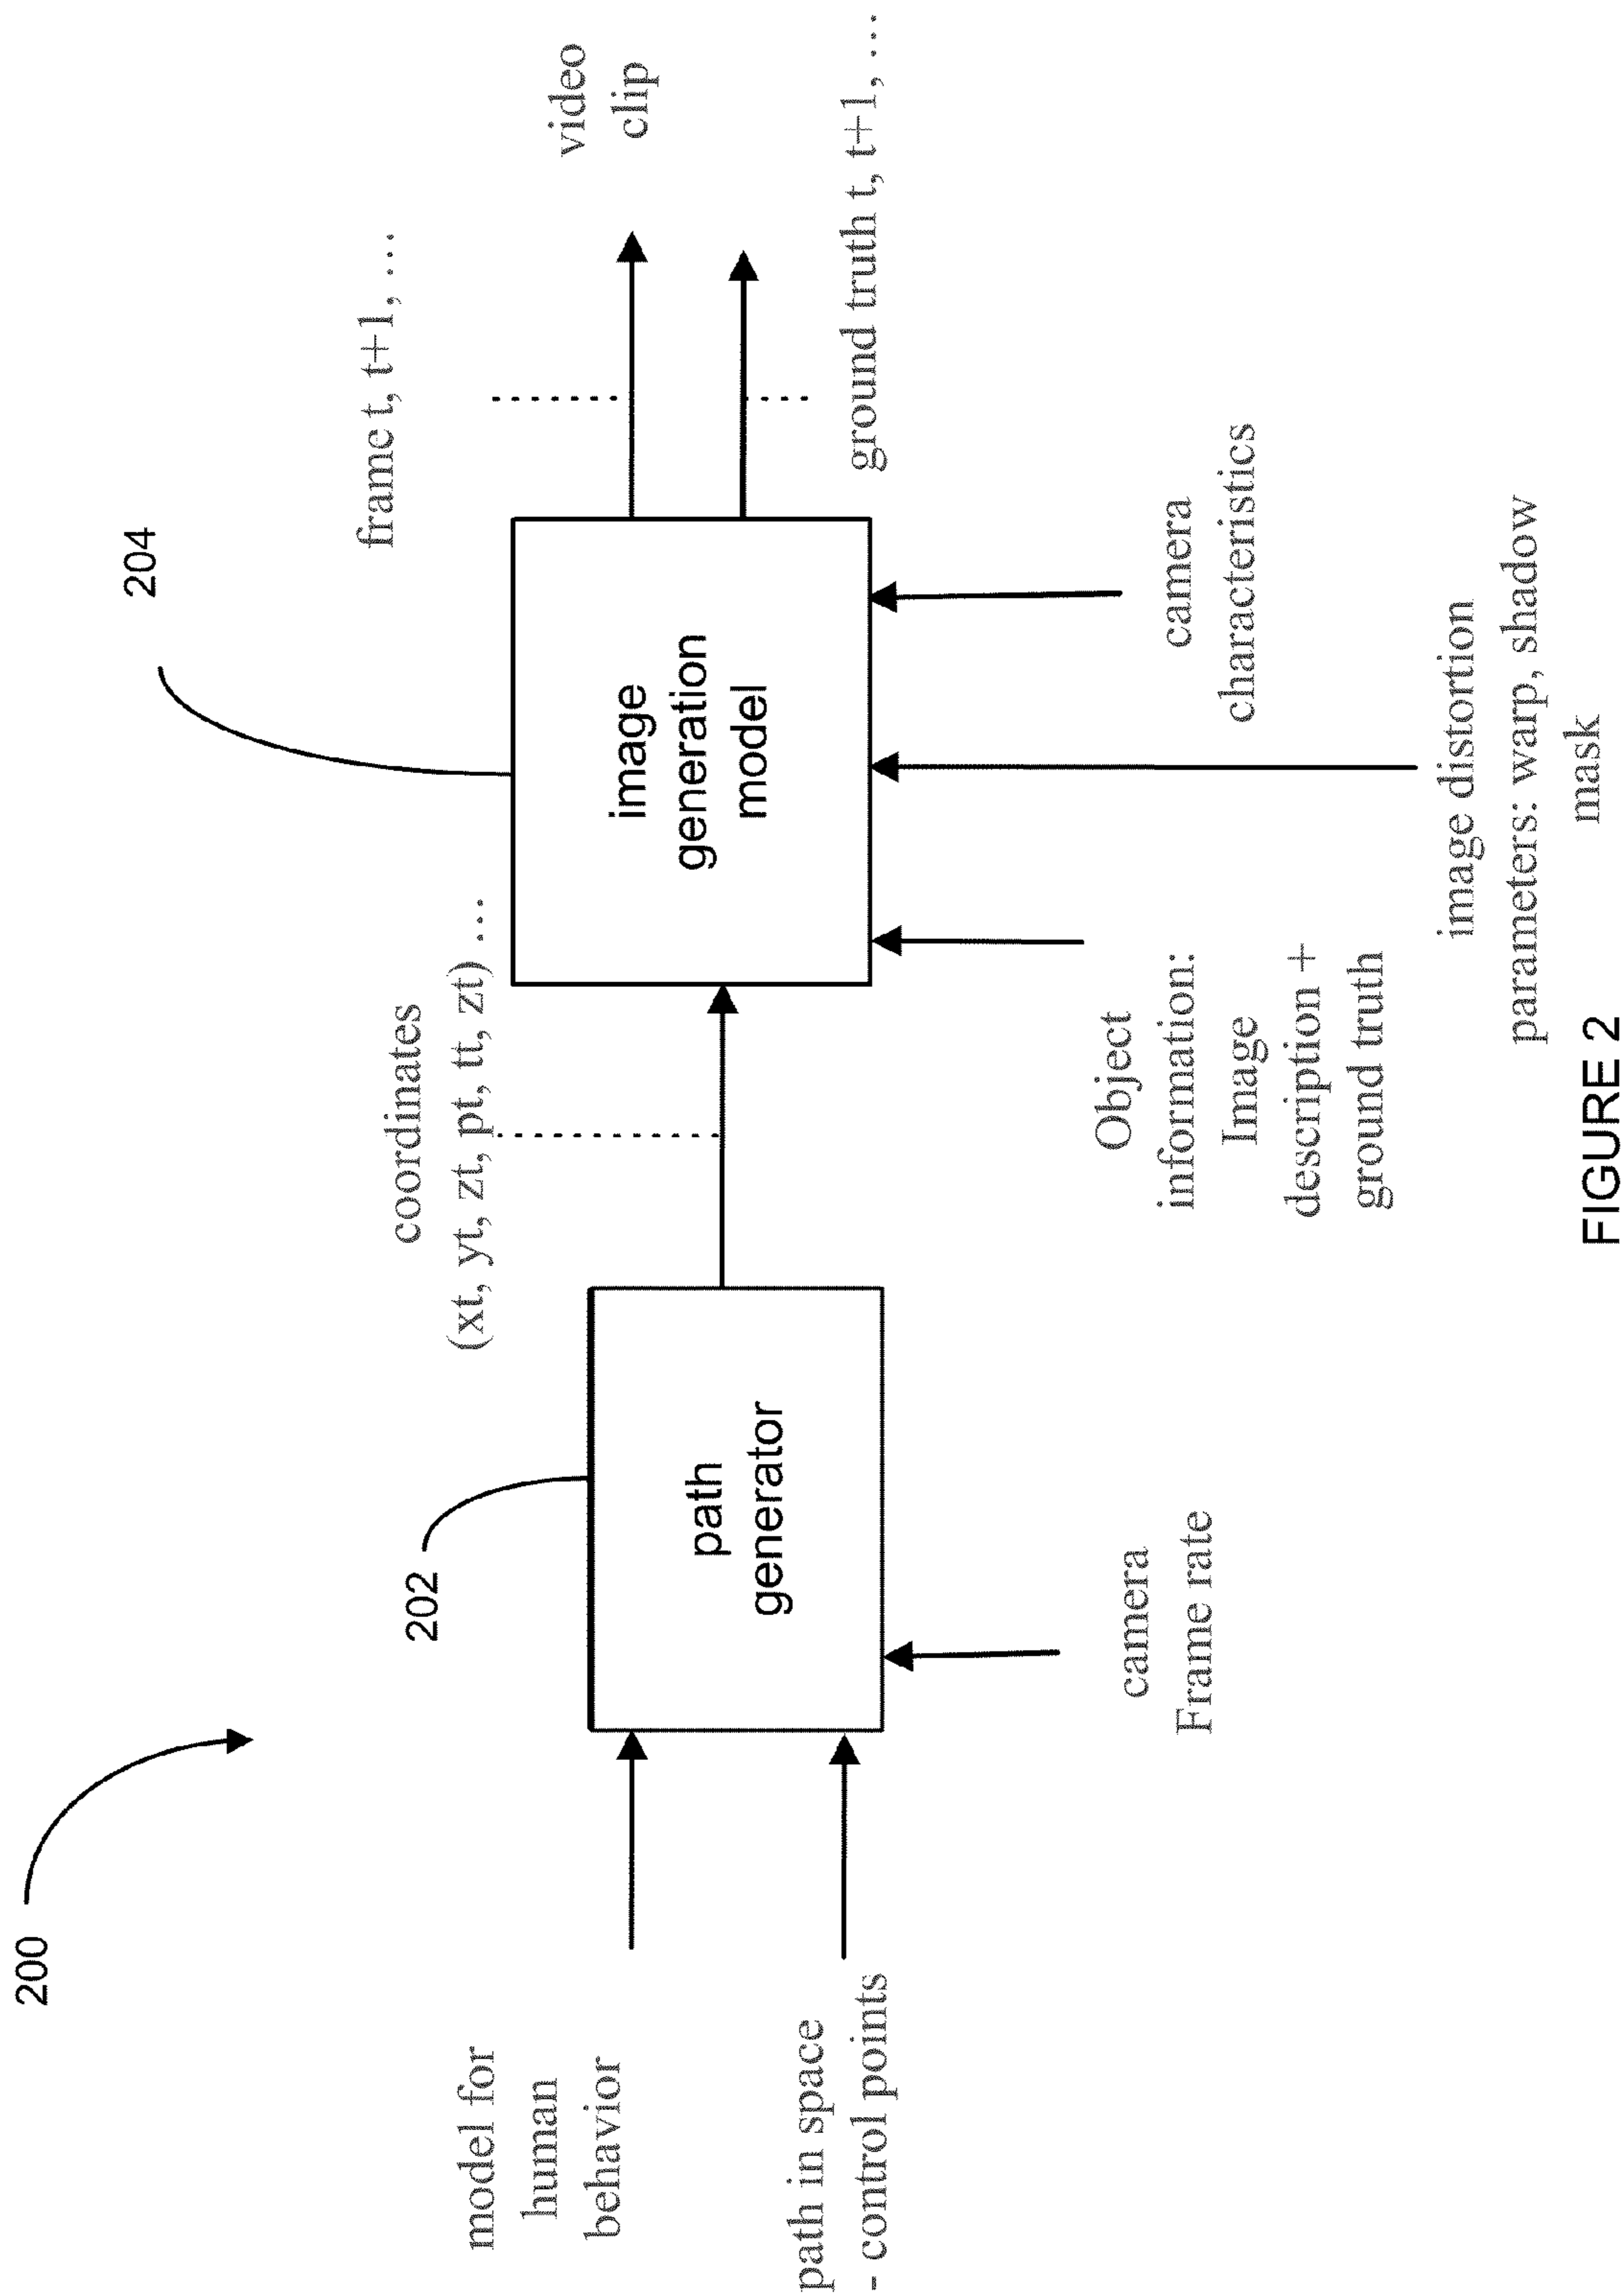 200
model for
human
behavior
path in space
- control points
202
path
generator
camera
Frame rate
coordinates
(xt, yt, zt, pt, tt, zt) ...
204
image
generation
model
Object
information:
Image
description +
ground truth
image distortion
parameters: warp, shadow
mask
camera
characteristics
frame t, t+1, ...
video
clip
ground truth t, t+1, ...
FIGURE 2